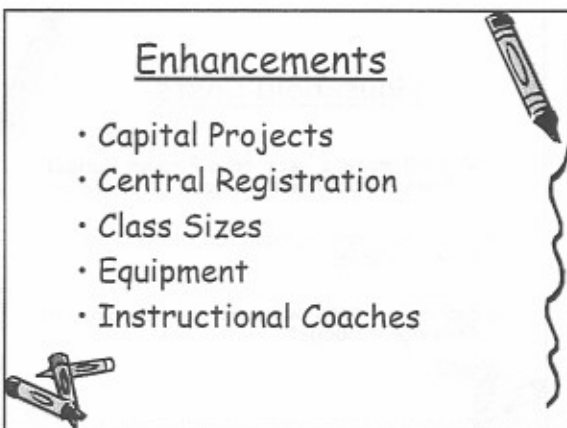 Enhancements
• Capital Projects
• Central Registration
• Class Sizes
• Equipment
• Instructional Coaches